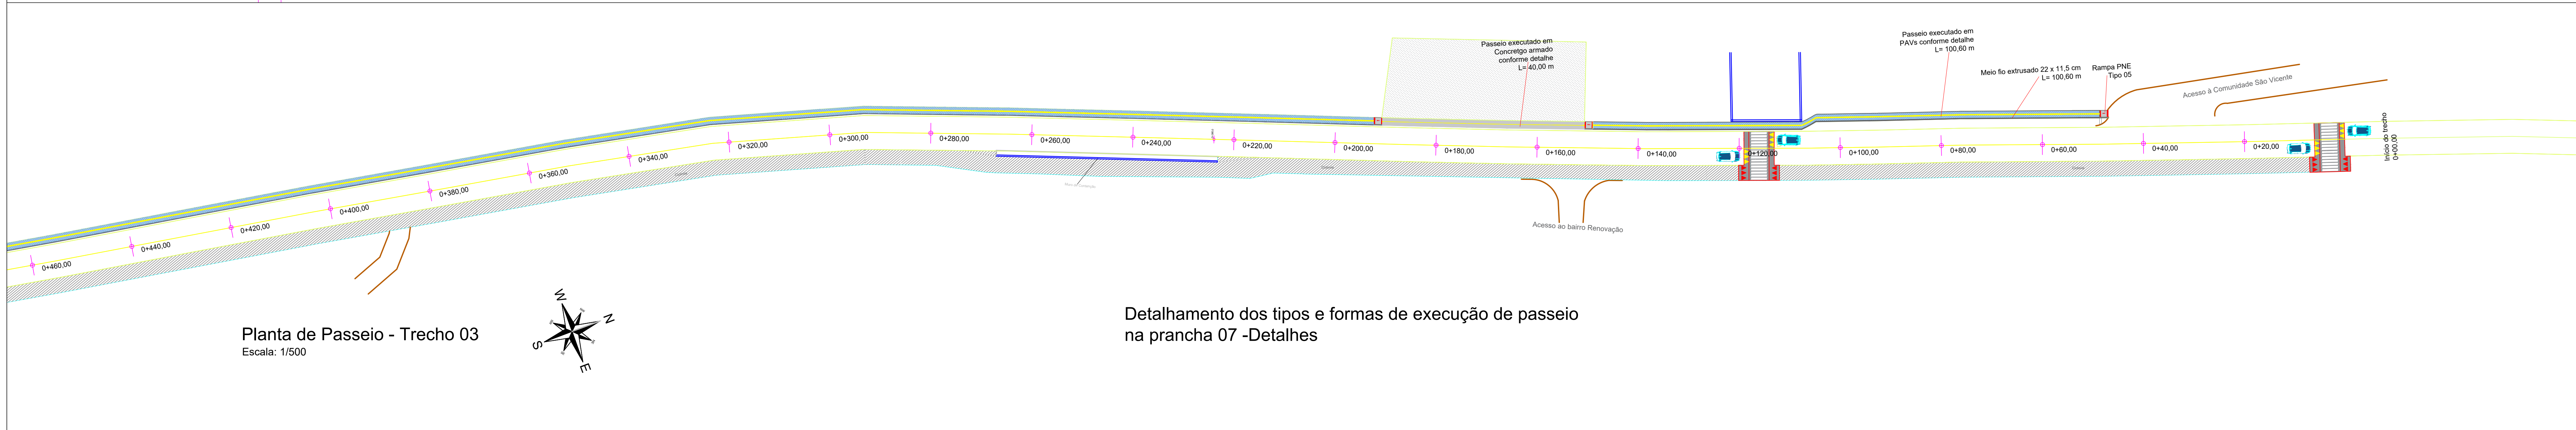 Passeio executado em
Concretgo armado
conforme detalhe
L= 40,00 m
Passeio executado em
PAVs conforme detalhe
L= 100,60 m
Meio fio extrusado 22 x 11,5 cm
L= 100,60 m
Rampa PNE
Tipo 05
Acesso à Comunidade São Vicente
Início do trecho
0+00,00
0+460,00
0+440,00
0+420,00
0+400,00
0+380,00
0+360,00
0+340,00
0+320,00
0+300,00
0+280,00
0+260,00
0+240,00
0+220,00
0+200,00
0+180,00
0+160,00
0+140,00
0+120,00
0+100,00
0+80,00
0+60,00
0+40,00
0+20,00
Acesso ao bairro Renovação
Planta de Passeio - Trecho 03
Escala: 1/500
W
N
S
E
Detalhamento dos tipos e formas de execução de passeio
na prancha 07 -Detalhes